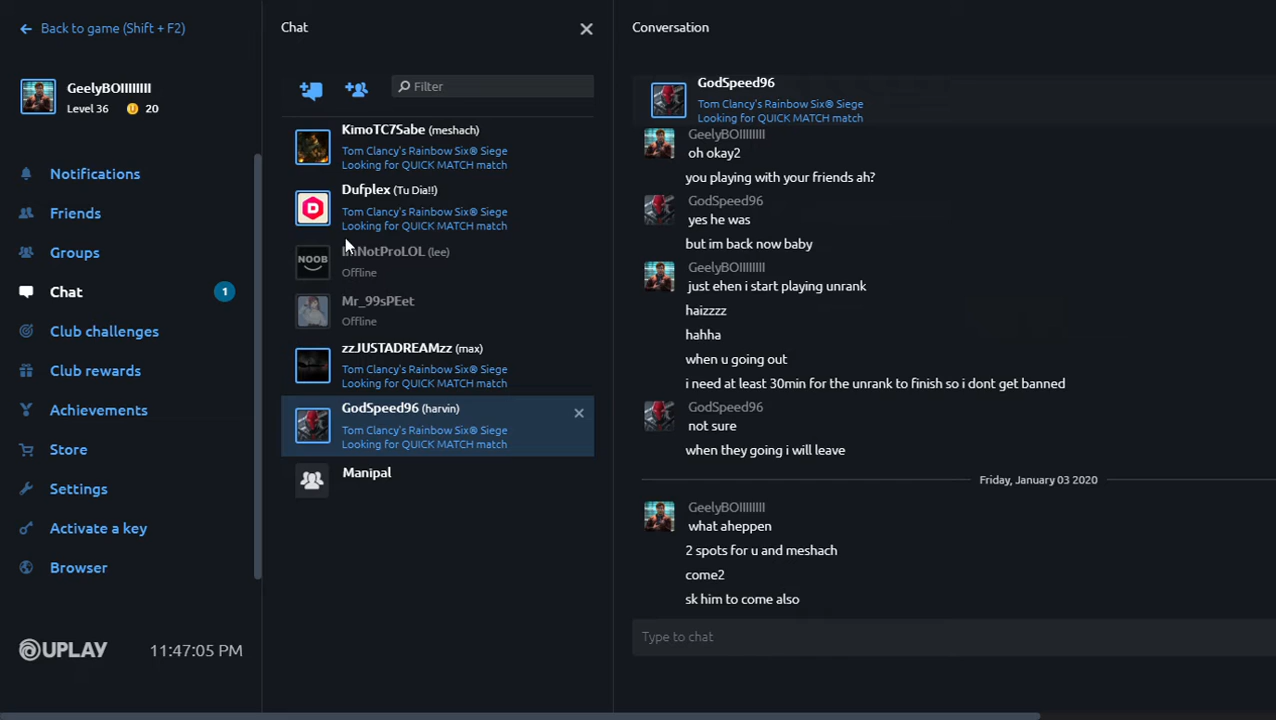 Back to game (Shift + F2)
GeelyBOIIIIIIII
Level 36
20
Notifications
Friends
Groups
Chat
1
Club challenges
Club rewards
Achievements
Store
Settings
Activate a key
Browser
UPLAY
11:47:05 PM
Chat
Filter
KimoTC7Sabe (meshach)
Tom Clancy's Rainbow Six® Siege
Looking for QUICK MATCH match
Dufplex (Tu Dia!!)
D
Tom Clancy's Rainbow Six® Siege
Looking for QUICK MATCH match
ImNotProLOL (lee)
NOOB
Offline
Mr_99sPEet
Offline
zzJUSTADREAMzz (max)
Tom Clancy's Rainbow Six® Siege
Looking for QUICK MATCH match
GodSpeed96 (harvin)
Tom Clancy's Rainbow Six® Siege
Looking for QUICK MATCH match
Manipal
Conversation
GodSpeed96
Tom Clancy's Rainbow Six® Siege
Looking for QUICK MATCH match
GeelyBOIIIIIIII
oh okay2
you playing with your friends ah?
GodSpeed96
yes he was
but im back now baby
GeelyBOIIIIIIII
just ehen i start playing unrank
haizzzz
hahha
when u going out
i need at least 30min for the unrank to finish so i dont get banned
GodSpeed96
not sure
when they going i will leave
Friday, January 03 2020
GeelyBOIIIIIIII
what aheppen
2 spots for u and meshach
come2
sk him to come also
Type to chat